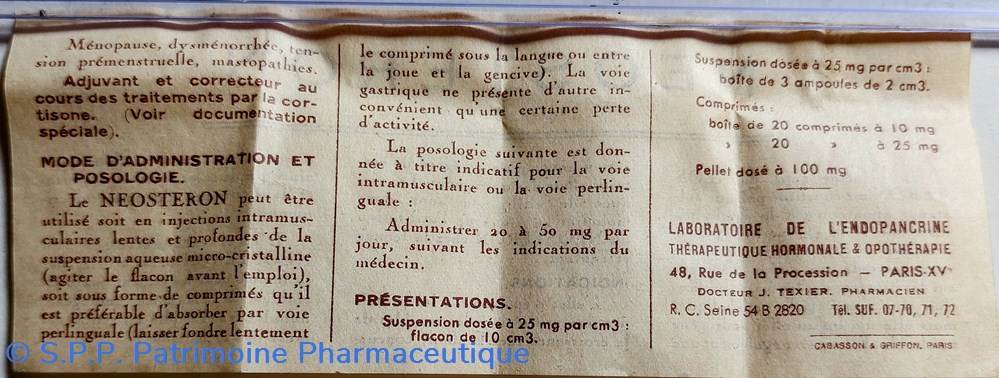 Ménopause, dysménorrhée, ten-
sion prémenstruelle, mastopathies.
Adjuvant et correcteur au
cours des traitements par la cor-
tisone. (Voir documentation
spéciale).
MODE D'ADMINISTRATION ET
POSOLOGIE.
Le NEOSTERON peut être
utilisé soit en injections intramus-
culaires lentes et profondes de la
suspension aqueuse micro-cristalline
(agiter le flacon avant l'emploi),
soit sous forme de comprimés qu'il
est préférable d'absorber par voie
perlinguale (laisser fondre lentement
le comprimé sous la langue ou entre
la joue et la gencive). La voie
gastrique ne présente d'autre in-
convénient qu'une certaine perte
d'activité.
La posologie suivante est don-
née à titre indicatif pour la voie
intramusculaire ou la voie perlin-
guale :
Administrer 20 à 50 mg par
jour, suivant les indications du
médecin.
PRÉSENTATIONS.
Suspension dosée à 25 mg par cm3 :
flacon de 10 cm3.
Suspension dosée à 25 mg par cm3 :
boîte de 3 ampoules de 2 cm3.
Comprimés :
boîte de 20 comprimés à 10 mg
» 20 » à 25 mg
Pellet dosé à 100 mg
LABORATOIRE DE L'ENDOPANCRINE
THÉRAPEUTIQUE HORMONALE & OPOTHÉRAPIE
48, Rue de la Procession — PARIS-XVe
DOCTEUR J. TEXIER, PHARMACIEN
R. C. Seine 54 B 2820 Tél. SUF. 07-70, 71, 72
CABASSON & GRIFFON, PARIS
© S.P.P. Patrimoine Pharmaceutique